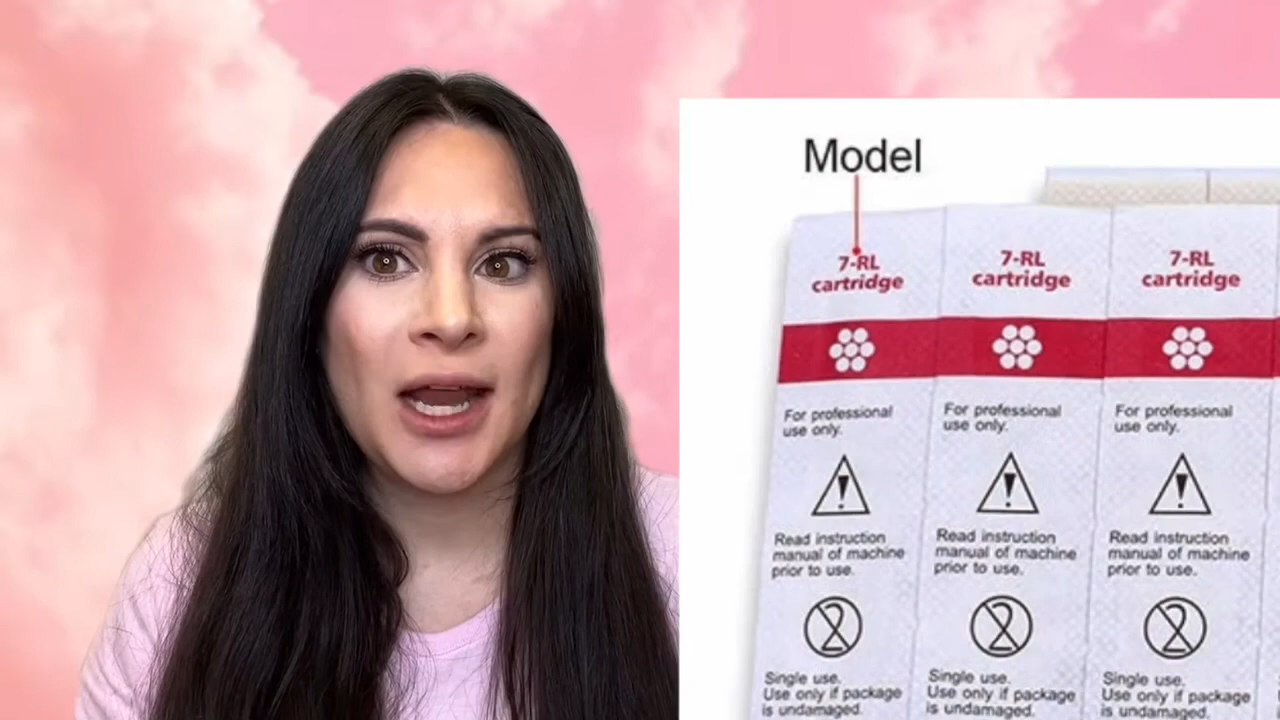 Model
7-RL
cartridge
7-RL
cartridge
7-RL
cartridge
For professional
use only.
For professional
use only.
For professional
use only.
Read instruction
manual of machine
prior to use.
Read instruction
manual of machine
prior to use.
Read instruction
manual of machine
prior to use.
2
2
2
Single use.
Use only if package
is undamaged.
Single use.
Use only if package
is undamaged.
Single use.
Use only if package
is undamaged.